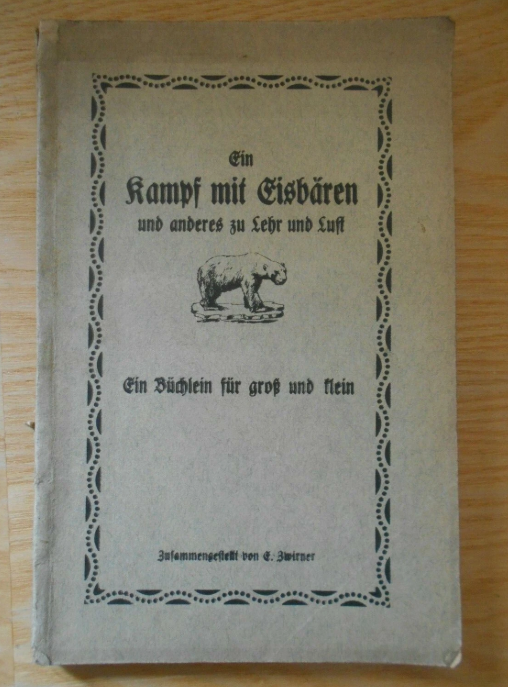 Ein
Kampf mit Eisbären
und anderes zu Lehr und Lust
Ein Büchlein für groß und klein
Zusammengestellt von E. Zwirner